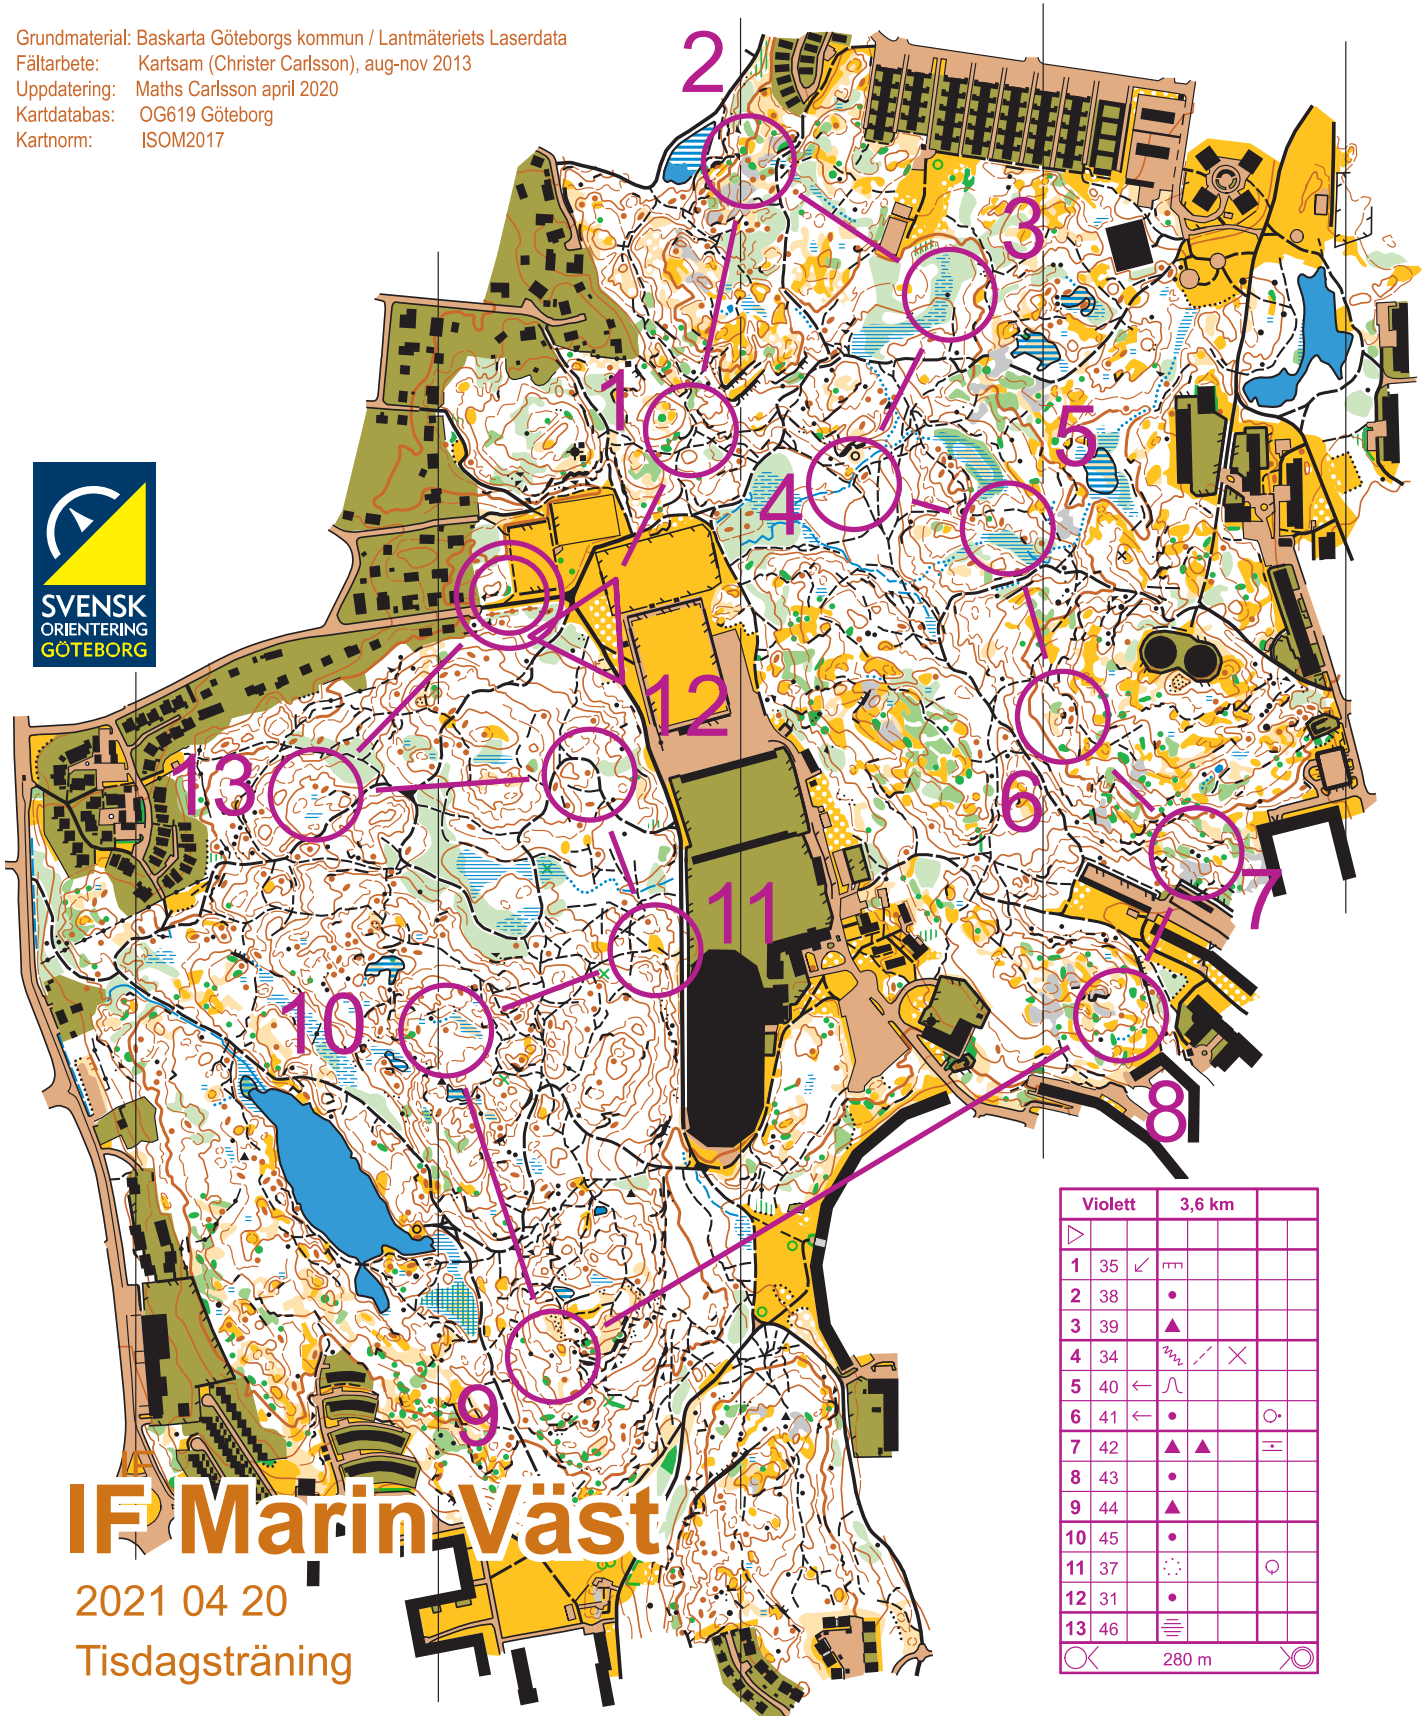 Grundmaterial: Baskarta Göteborgs kommun / Lantmäteriets Laserdata
Fältarbete: Kartsam (Christer Carlsson), aug-nov 2013
Uppdatering: Maths Carlsson april 2020
Kartdatabas: OG619 Göteborg
Kartnorm: ISOM2017
2
3
1
5
4
SVENSK
ORIENTERING
GÖTEBORG
12
13
6
7
11
10
8
9
Violett 3,6 km
1 35
2 38
3 39
4 34
5 40
6 41
7 42
8 43
9 44
10 45
11 37
12 31
13 46
280 m
IF
IF Marin Väst
2021 04 20
Tisdagsträning